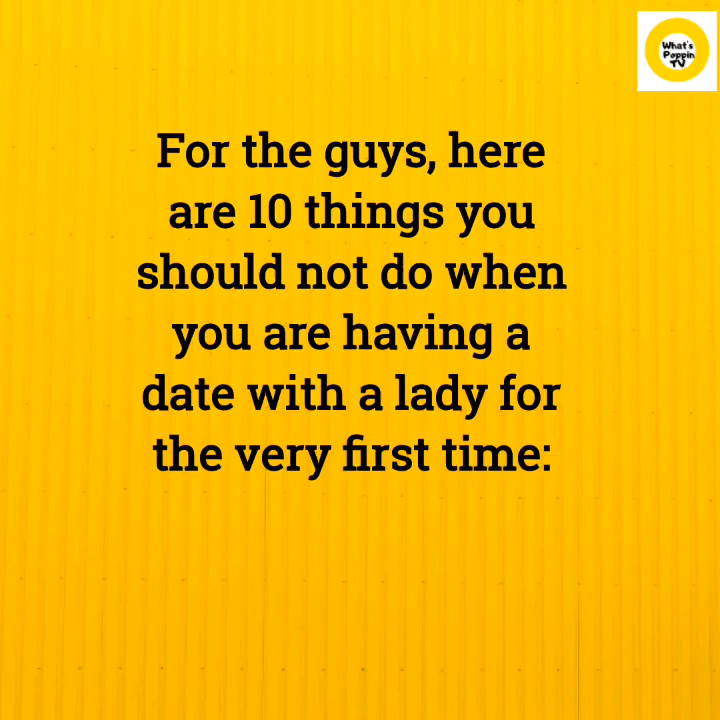 What's
Poppin
TV
For the guys, here
are 10 things you
should not do when
you are having a
date with a lady for
the very first time: